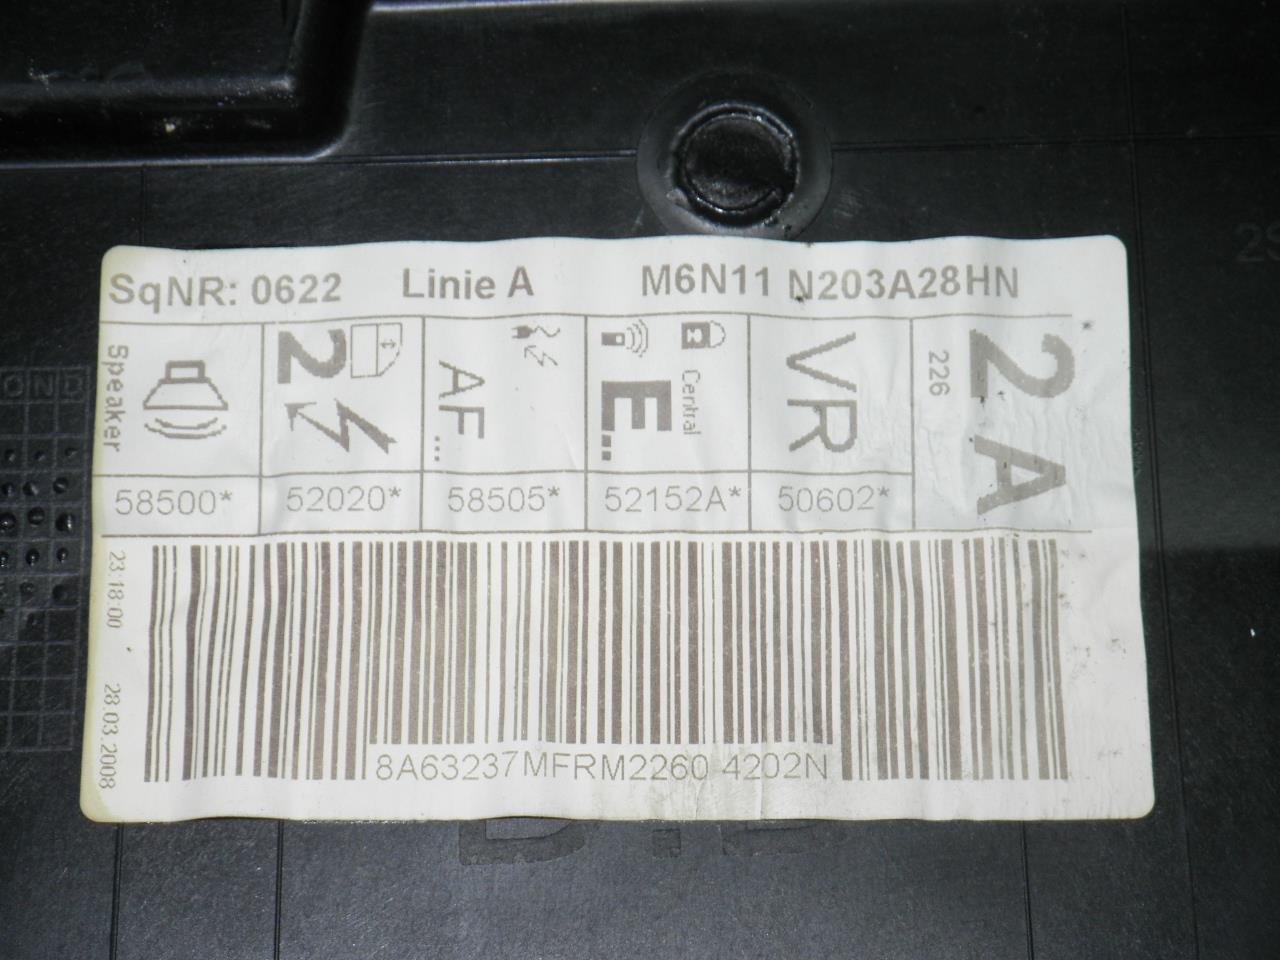 SqNR: 0622 Linie A M6N11 N203A28HN
Speaker
2
AF...
E...
Central
VR
226
2A
58500* 52020* 58505* 52152A* 50602*
23:18:00 28.03.2008
8A63237MFRM2260 4202N
OND